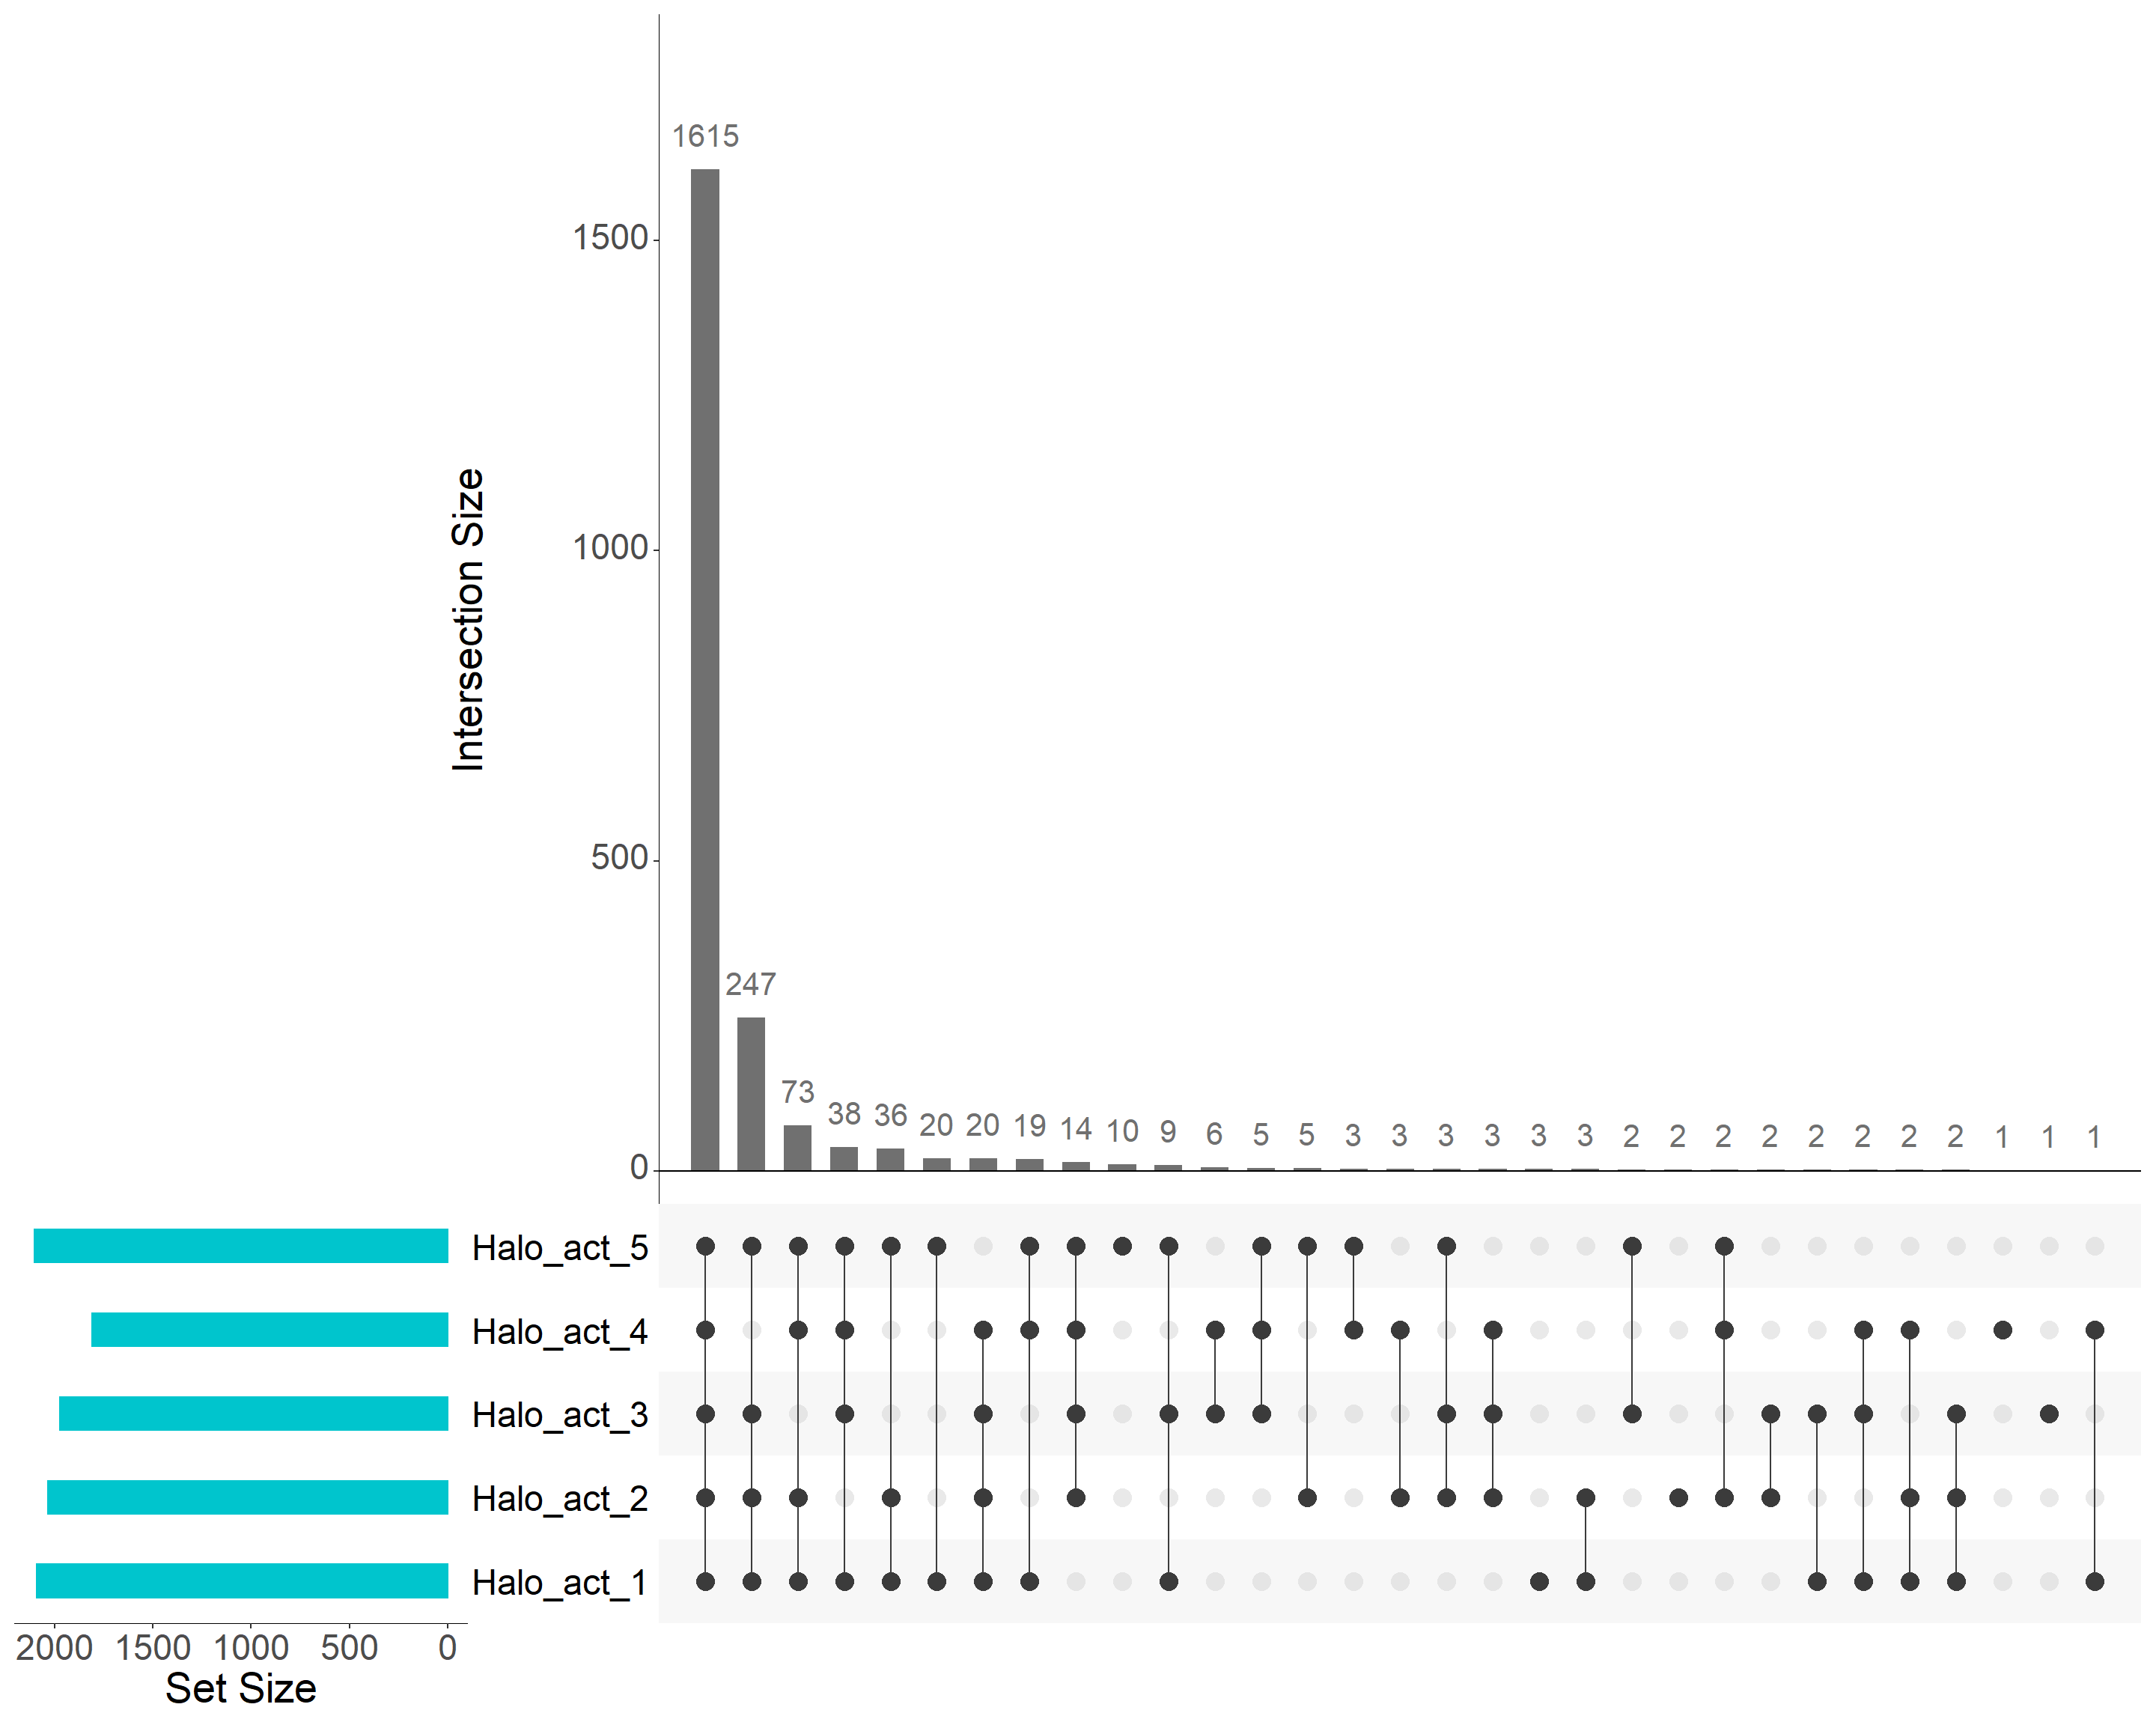 1615
1500
1000
500
0
Intersection Size
247
73 38 36 20 20 19 14 10 9 6 5 5 3 3 3 3 3 3 2 2 2 2 2 2 2 2 1 1 1
Halo_act_5
Halo_act_4
Halo_act_3
Halo_act_2
Halo_act_1
2000 1500 1000 500 0
Set Size